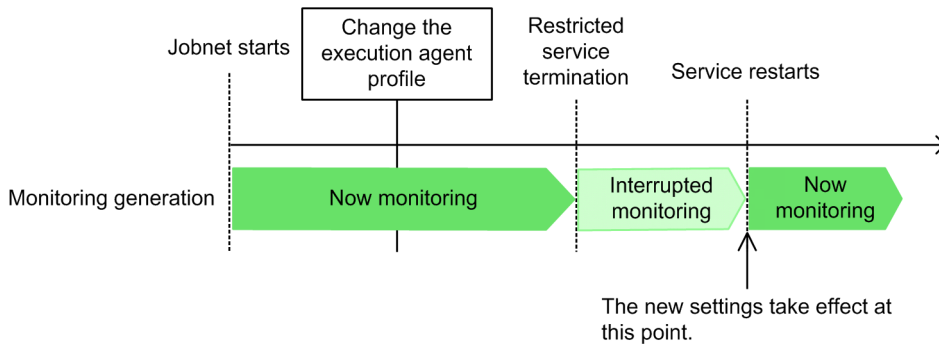 Jobnet starts
Change the
execution agent
profile
Restricted
service
termination
Service restarts
Monitoring generation
Now monitoring
Interrupted
monitoring
Now
monitoring
The new settings take effect at
this point.